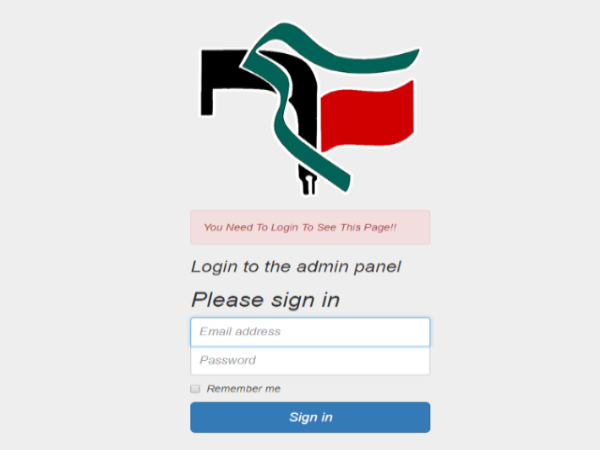 You Need To Login To See This Page!!
Login to the admin panel
Please sign in
Email address
Password
Remember me
Sign in